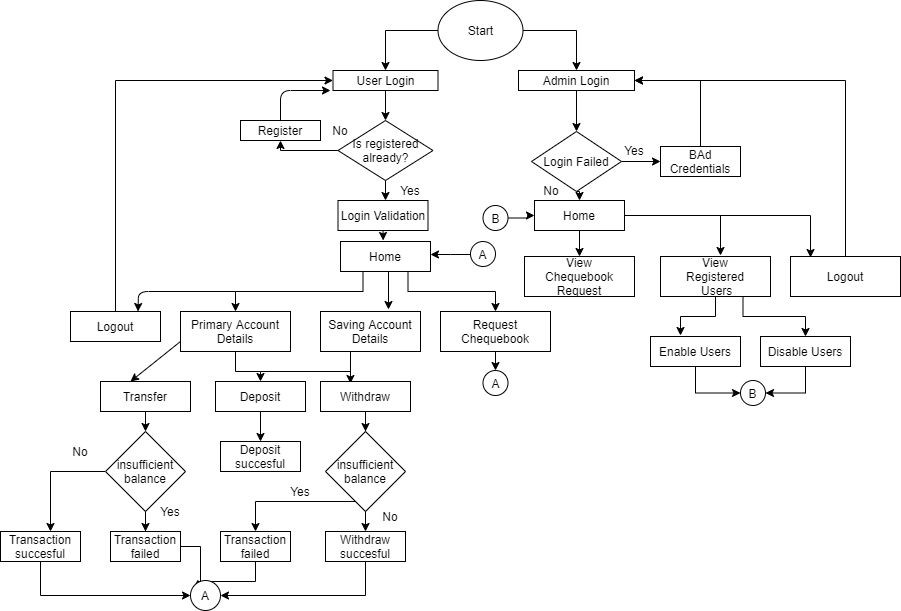 Start
User Login
Admin Login
Register
No
Is registered
already?
Login Failed
Yes
BAd
Credentials
Yes
No
Login Validation
B
Home
Home
A
View
Chequebook
Request
View
Registered
Users
Logout
Logout
Primary Account
Details
Saving Account
Details
Request
Chequebook
Enable Users
Disable Users
A
B
Transfer
Deposit
Withdraw
No
insufficient
balance
Deposit
succesful
insufficient
balance
Yes
Yes
No
Transaction
succesful
Transaction
failed
Transaction
failed
Withdraw
succesful
A